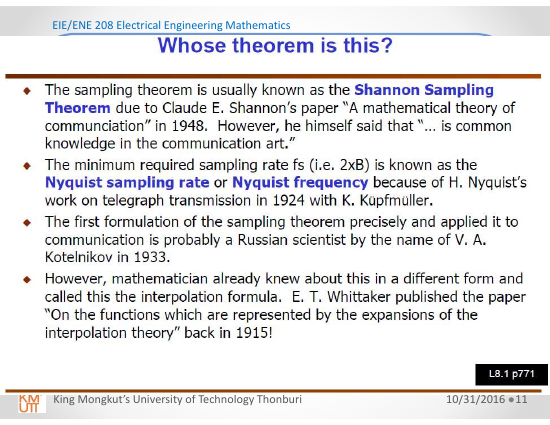 EIE/ENE 208 Electrical Engineering Mathematics
Whose theorem is this?
The sampling theorem is usually known as the Shannon Sampling
Theorem due to Claude E. Shannon's paper "A mathematical theory of
communciation" in 1948. However, he himself said that "... is common
knowledge in the communication art."
The minimum required sampling rate fs (i.e. 2xB) is known as the
Nyquist sampling rate or Nyquist frequency because of H. Nyquist's
work on telegraph transmission in 1924 with K. Küpfmüller.
The first formulation of the sampling theorem precisely and applied it to
communication is probably a Russian scientist by the name of V. A.
Kotelnikov in 1933.
However, mathematician already knew about this in a different form and
called this the interpolation formula. E. T. Whittaker published the paper
"On the functions which are represented by the expansions of the
interpolation theory" back in 1915!
L8.1 p771
KM
UTT
King Mongkut's University of Technology Thonburi
10/31/2016 ●11